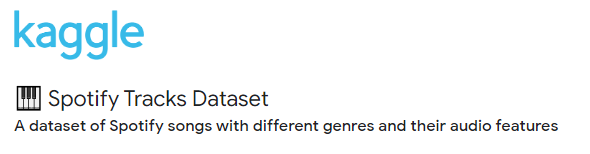 kaggle
🎹 Spotify Tracks Dataset
A dataset of Spotify songs with different genres and their audio features